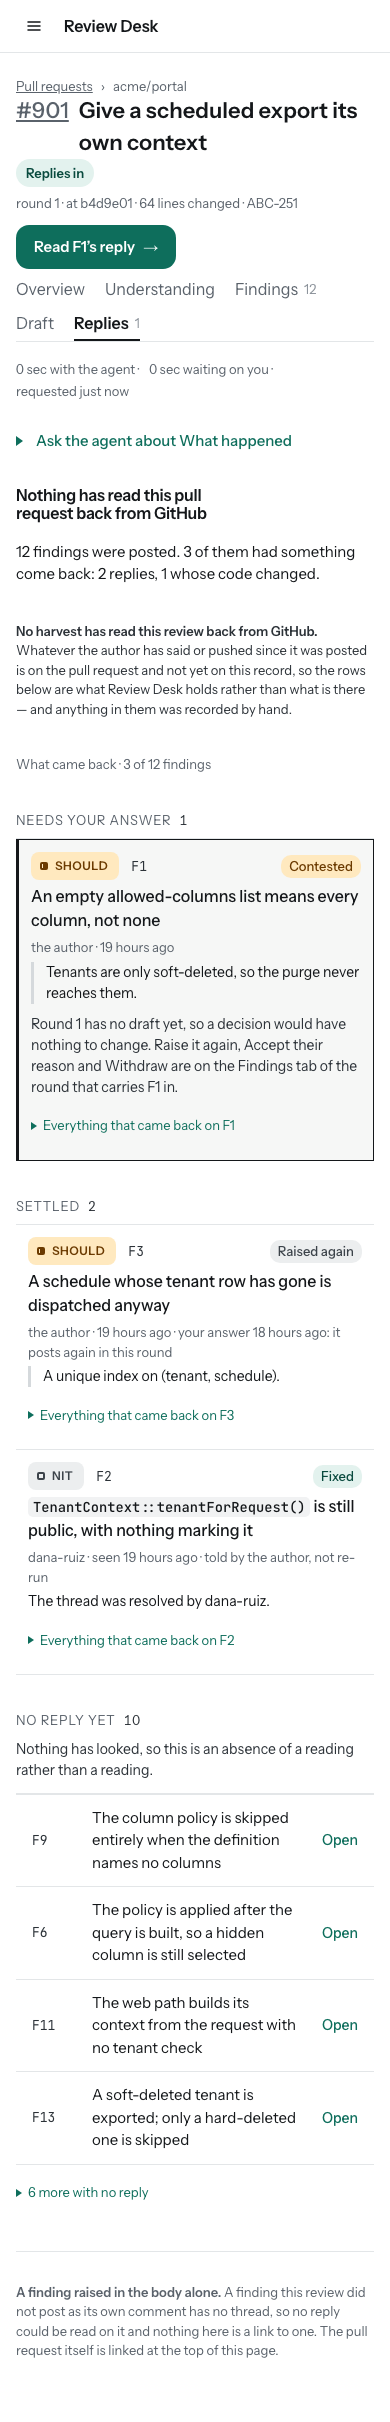 Review Desk
Pull requests › acme/portal
#901 Give a scheduled export its
own context
Replies in
round 1 · at b4d9e01 · 64 lines changed · ABC-251
Read F1's reply →
Overview Understanding Findings 12
Draft Replies 1
0 sec with the agent · 0 sec waiting on you ·
requested just now
Ask the agent about What happened
Nothing has read this pull
request back from GitHub
12 findings were posted. 3 of them had something
come back: 2 replies, 1 whose code changed.
No harvest has read this review back from GitHub.
Whatever the author has said or pushed since it was posted
is on the pull request and not yet on this record, so the rows
below are what Review Desk holds rather than what is there
— and anything in them was recorded by hand.
What came back · 3 of 12 findings
NEEDS YOUR ANSWER 1
SHOULD F1 Contested
An empty allowed-columns list means every
column, not none
the author · 19 hours ago
Tenants are only soft-deleted, so the purge never
reaches them.
Round 1 has no draft yet, so a decision would have
nothing to change. Raise it again, Accept their
reason and Withdraw are on the Findings tab of the
round that carries F1 in.
Everything that came back on F1
SETTLED 2
SHOULD F3 Raised again
A schedule whose tenant row has gone is
dispatched anyway
the author · 19 hours ago · your answer 18 hours ago: it
posts again in this round
A unique index on (tenant, schedule).
Everything that came back on F3
NIT F2 Fixed
TenantContext::tenantForRequest() is still
public, with nothing marking it
dana-ruiz · seen 19 hours ago · told by the author, not re-
run
The thread was resolved by dana-ruiz.
Everything that came back on F2
NO REPLY YET 10
Nothing has looked, so this is an absence of a reading
rather than a reading.
The column policy is skipped
F9 entirely when the definition Open
names no columns
The policy is applied after the
F6 query is built, so a hidden Open
column is still selected
The web path builds its
F11 context from the request with Open
no tenant check
A soft-deleted tenant is
F13 exported; only a hard-deleted Open
one is skipped
6 more with no reply
A finding raised in the body alone. A finding this review did
not post as its own comment has no thread, so no reply
could be read on it and nothing here is a link to one. The pull
request itself is linked at the top of this page.